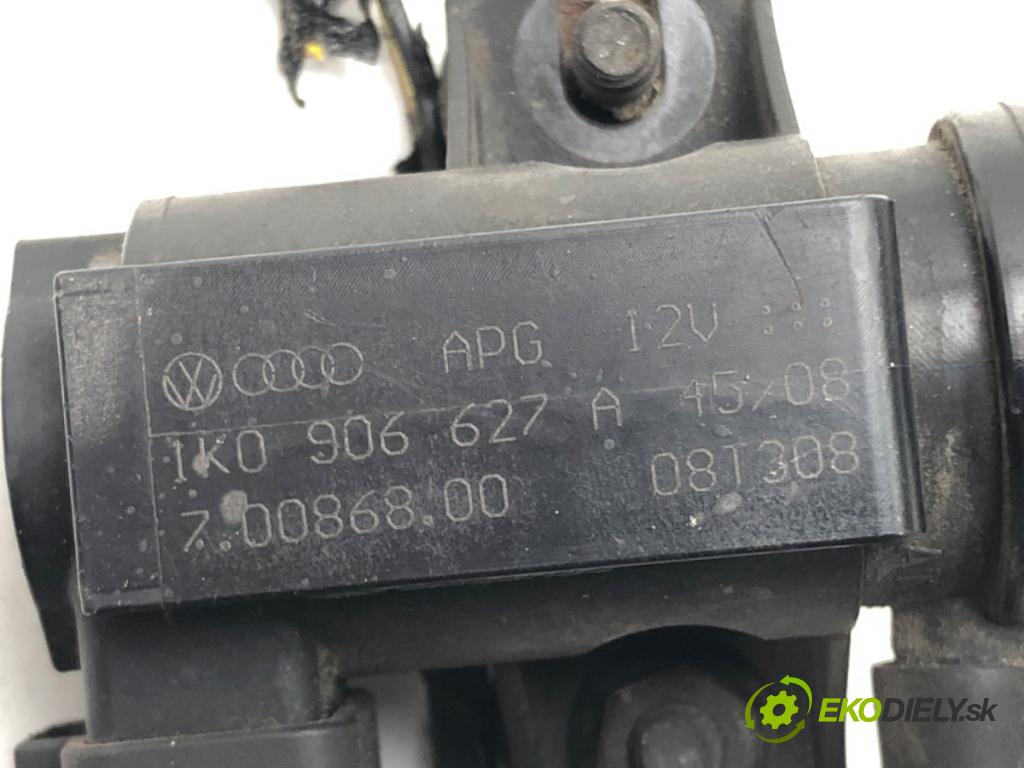 APG 12V
1K0 906 627 A 45/08
7.00868.00 08T308
EKODIELY.sk